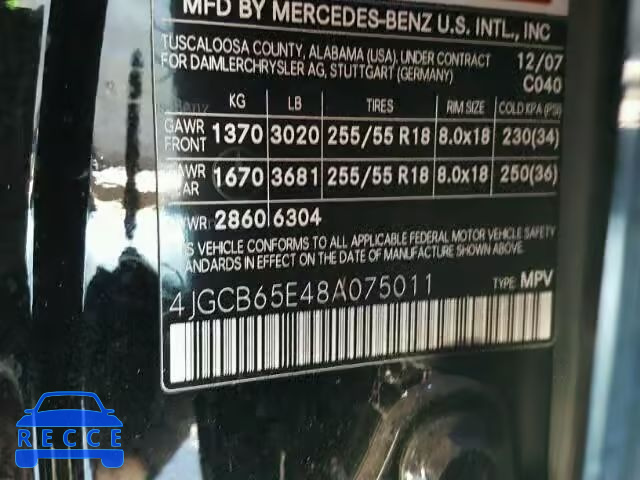 MFD BY MERCEDES-BENZ U.S. INTL., INC
TUSCALOOSA COUNTY, ALABAMA (USA), UNDER CONTRACT 12/07
FOR DAIMLERCHRYSLER AG, STUTTGART (GERMANY) C040
KG LB TIRES RIM SIZE COLD KPA (PSI)
GAWR FRONT 1370 3020 255/55 R18 8.0x18 230(34)
AWR AR 1670 3681 255/55 R18 8.0x18 250(36)
VWR 2860 6304
S VEHICLE CONFORMS TO ALL APPLICABLE FEDERAL MOTOR VEHICLE SAFETY
ANDARDS IN EFFECT ON THE DATE OF MANUFACTURE SHOWN ABOVE.
4JGCB65E48A075011 TYPE: MPV
RECCE